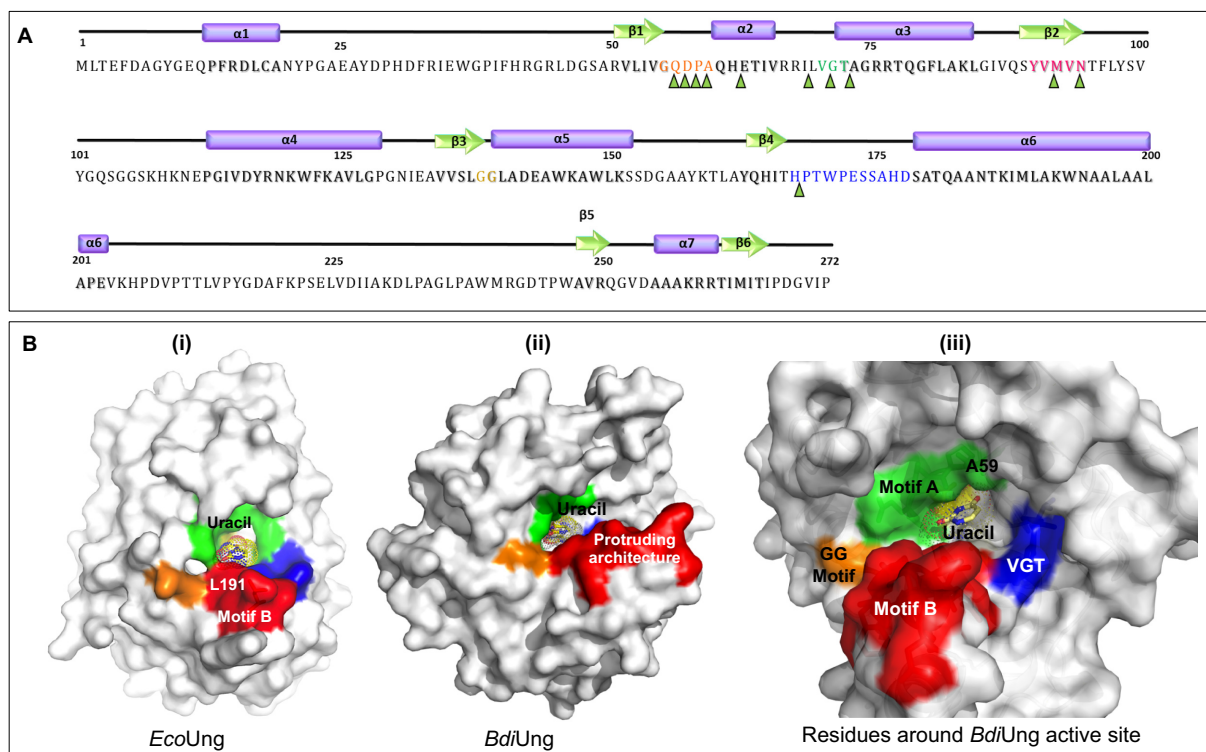 A
α1 β1 α2 α3 β2
1 25 50 75 100
MLTEFDAGYGEQPFRDLCANYPGAEAYDPHDFRIEWGPIFHRGRLDGSARVLIVGQDPAQHETIVRRILVGTAGRRTQGFLAKLGIVQSYVMVNTFLYSV
α4 β3 α5 β4 α6
101 125 150 175 200
YGQSGGSKHKNEPGIVDYRNKWFKAVLGPGNIEAVVSLGGLADEAWKAWLKSSDGAAYKTLAYQHITHPTWPESSAHDSATQAANTKIMLAKWNAALAAL
β5
α6 α7 β6
201 225 250 272
APEVKHPDVPTTLVPYGDAFKPSELVDIIAKDLPAGLPAWMRGDTPWAVRQGVDAAAKRRTIMITIPDGVIP
B
(i) (ii) (iii)
Uracil
L191
Motif B
EcoUng
Uracil
Protruding
architecture
BdiUng
A59
Motif A
Uracil
GG
Motif
VGT
Motif B
Residues around BdiUng active site